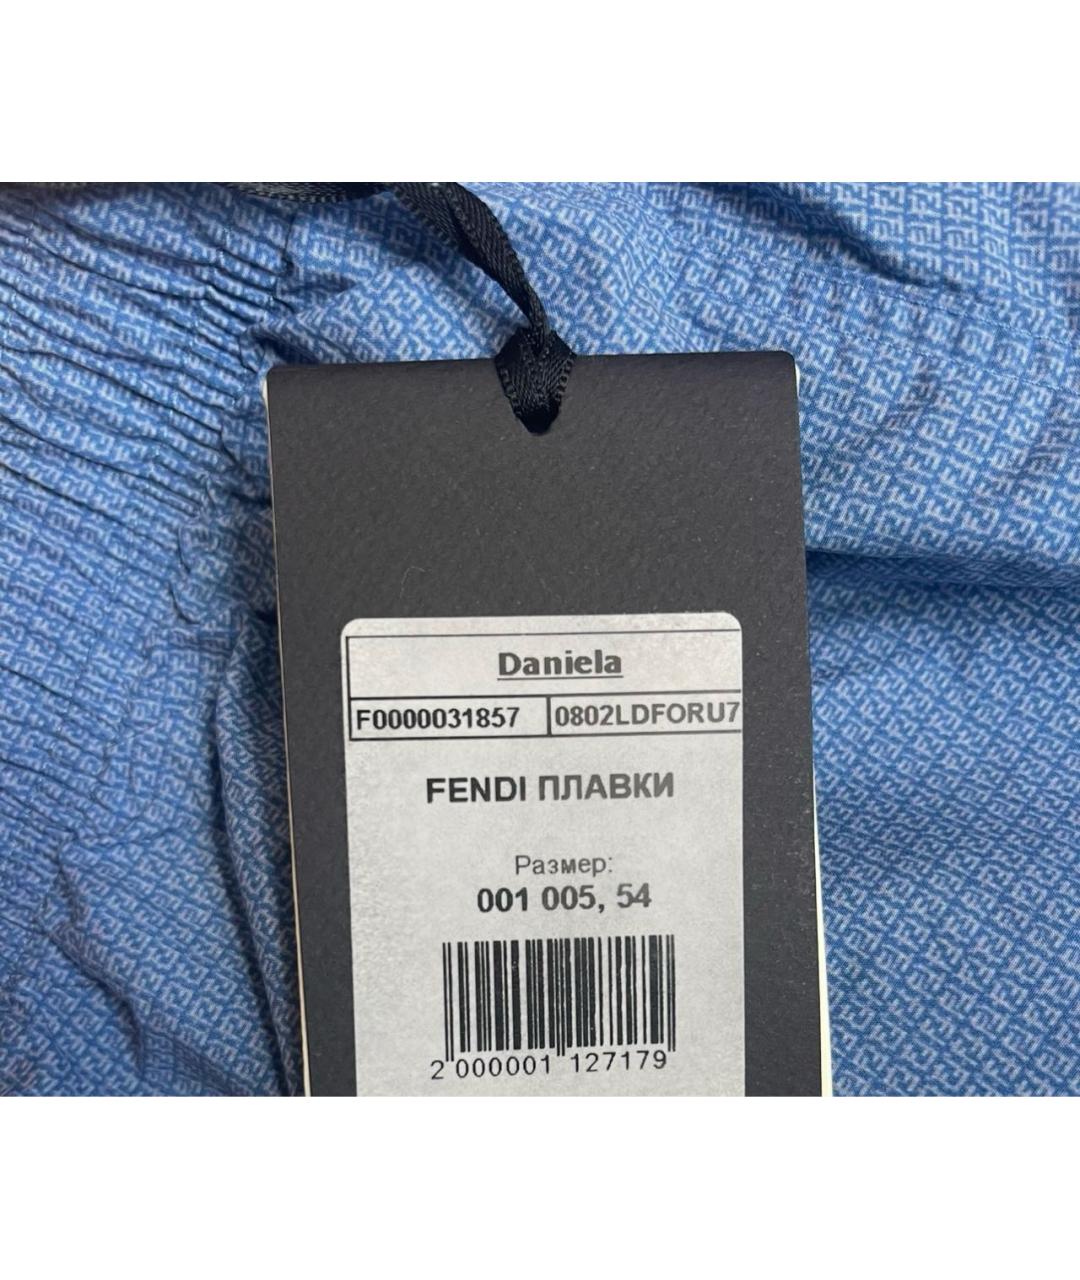 Daniela
F0000031857 0802LDFORU7
FENDI ПЛАВКИ
Размер:
001 005, 54
2 000001 127179